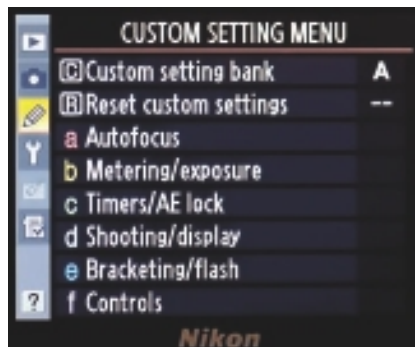 CUSTOM SETTING MENU
C Custom setting bank A
R Reset custom settings --
a Autofocus
b Metering/exposure
c Timers/AE lock
d Shooting/display
e Bracketing/flash
? f Controls
Nikon